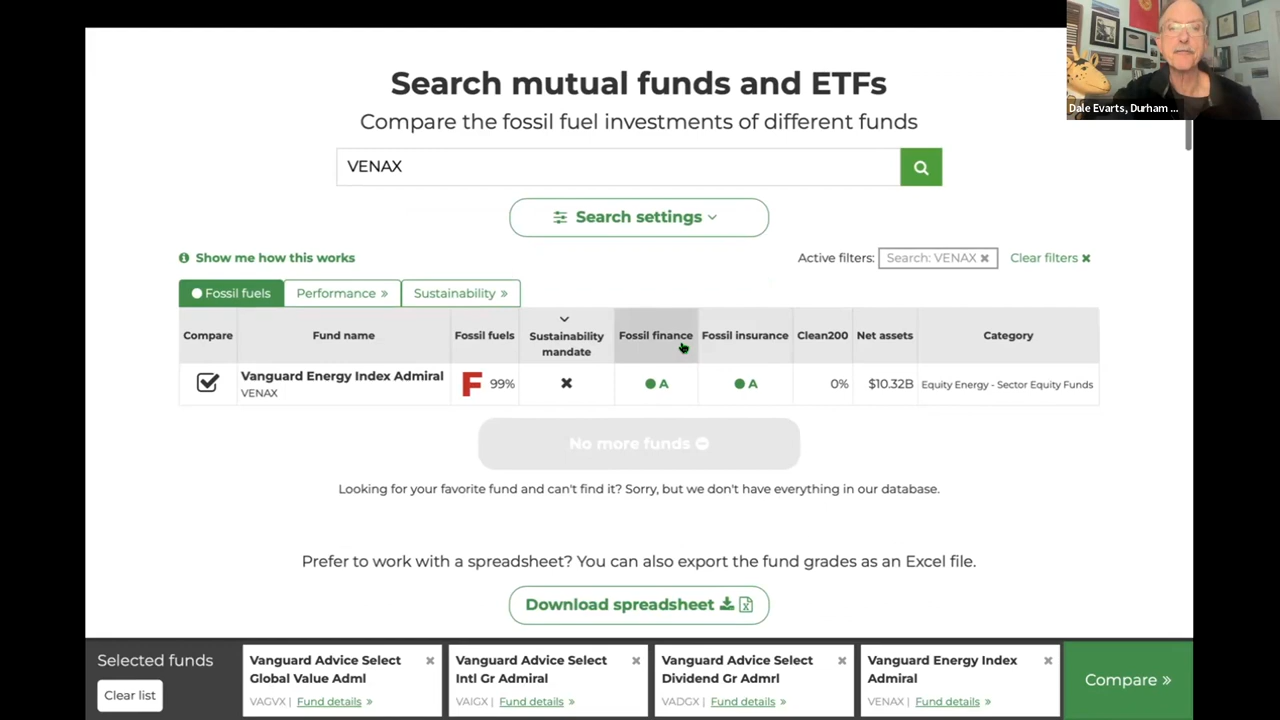 Search mutual funds and ETFs
Compare the fossil fuel investments of different funds
VENAX
Search settings
Show me how this works
Active filters: Search: VENAX × Clear filters ×
Fossil fuels Performance » Sustainability »
Compare Fund name Fossil fuels Sustainability mandate Fossil finance Fossil insurance Clean200 Net assets Category
Vanguard Energy Index Admiral
VENAX
F 99% ✖ A A 0% $10.32B Equity Energy - Sector Equity Funds
No more funds
Looking for your favorite fund and can't find it? Sorry, but we don't have everything in our database.
Prefer to work with a spreadsheet? You can also export the fund grades as an Excel file.
Download spreadsheet
Selected funds
Clear list
Vanguard Advice Select
Global Value Adml
VAGVX | Fund details »
Vanguard Advice Select
Intl Gr Admiral
VAIGX | Fund details »
Vanguard Advice Select
Dividend Gr Admrl
VADGX | Fund details »
Vanguard Energy Index
Admiral
VENAX | Fund details »
Compare »
Dale Evarts, Durham ...